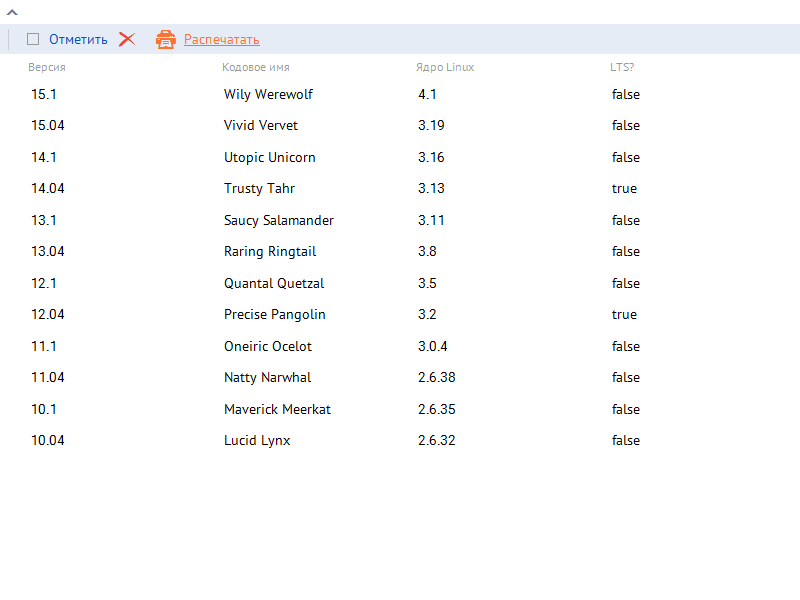 Отметить Распечатать
Версия Кодовое имя Ядро Linux LTS?
15.1 Wily Werewolf 4.1 false
15.04 Vivid Vervet 3.19 false
14.1 Utopic Unicorn 3.16 false
14.04 Trusty Tahr 3.13 true
13.1 Saucy Salamander 3.11 false
13.04 Raring Ringtail 3.8 false
12.1 Quantal Quetzal 3.5 false
12.04 Precise Pangolin 3.2 true
11.1 Oneiric Ocelot 3.0.4 false
11.04 Natty Narwhal 2.6.38 false
10.1 Maverick Meerkat 2.6.35 false
10.04 Lucid Lynx 2.6.32 false